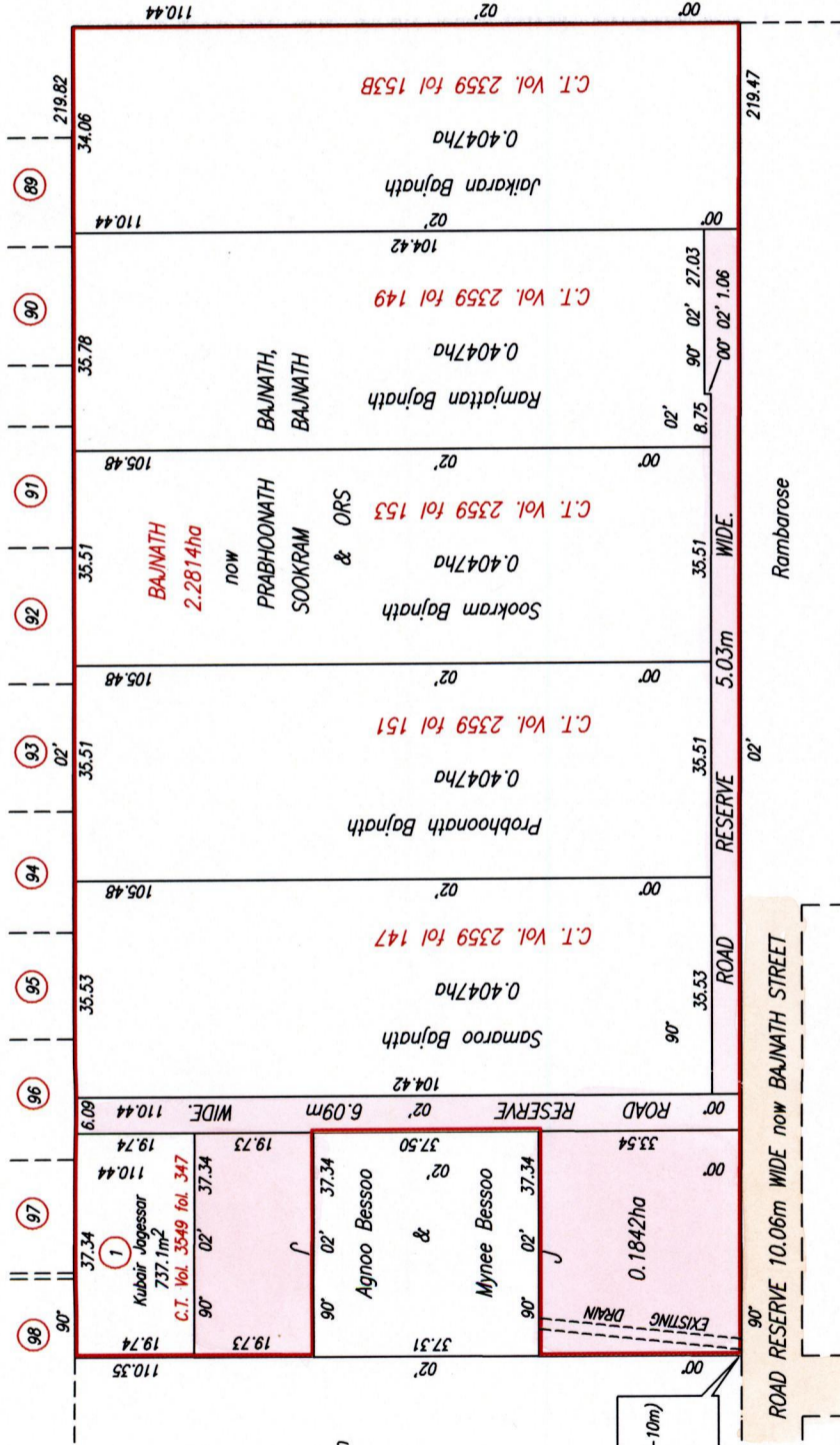 110.44
02'
00"
219.82
34.06
89
C.T. Vol. 2359 fol 153B
0.4047ha
Jaikaran Bajnath
219.47
110.44
02'
00"
90
35.78
104.42
C.T. Vol. 2359 fol 149
0.4047ha
Ramjattan Bajnath
90° 02' 27.03
00° 02' 1.06
02'
8.75
105.48
02'
00"
91
35.51
92
BAJNATH
2.2814ha
now
PRABHOONATH BAJNATH,
SOOKRAM BAJNATH
& ORS
C.T. Vol. 2359 fol 153
0.4047ha
Sookram Bajnath
35.51
WIDE.
Rambarose
105.48
02'
00"
93
02'
35.51
C.T. Vol. 2359 fol 151
0.4047ha
Probhoonath Bajnath
35.51
5.03m
RESERVE
02'
94
105.48
02'
00"
95
35.53
C.T. Vol. 2359 fol 147
0.4047ha
Samaroo Bajnath
90°
35.53
ROAD
96
104.42
6.09
110.44
WIDE. 6.09m
02'
RESERVE
ROAD
00"
97
37.34
19.74
110.44
1
Kubair Jagessar
737.1m²
C.T. Vol. 3549 fol. 347
19.74
98
90°
110.35
19.73
90° 02' 37.34
19.73
37.50
02'
90° 02' 37.34
Agnoo Bessoo
&
Mynee Bessoo
90° 02' 37.34
37.31
02'
33.54
00"
0.1842ha
EXISTING DRAIN
00"
90°
ROAD RESERVE 10.06m WIDE now BAJNATH STREET
-10m)